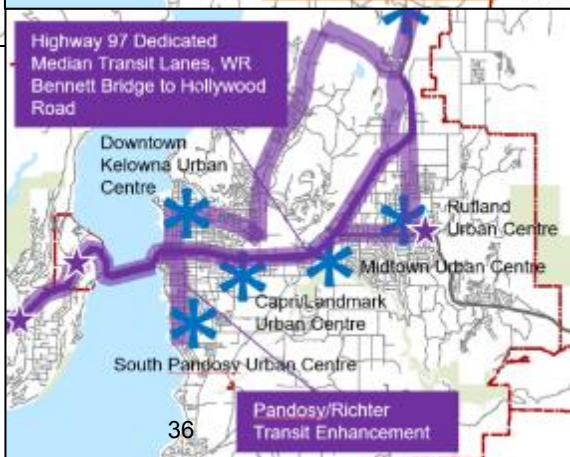 Highway 97 Dedicated
Median Transit Lanes, WR
Bennett Bridge to Hollywood
Road
Downtown
Kelowna Urban
Centre
Rutland
Urban Centre
Midtown Urban Centre
Capri/Landmark
Urban Centre
South Pandosy Urban Centre
Pandosy/Richter
Transit Enhancement
36